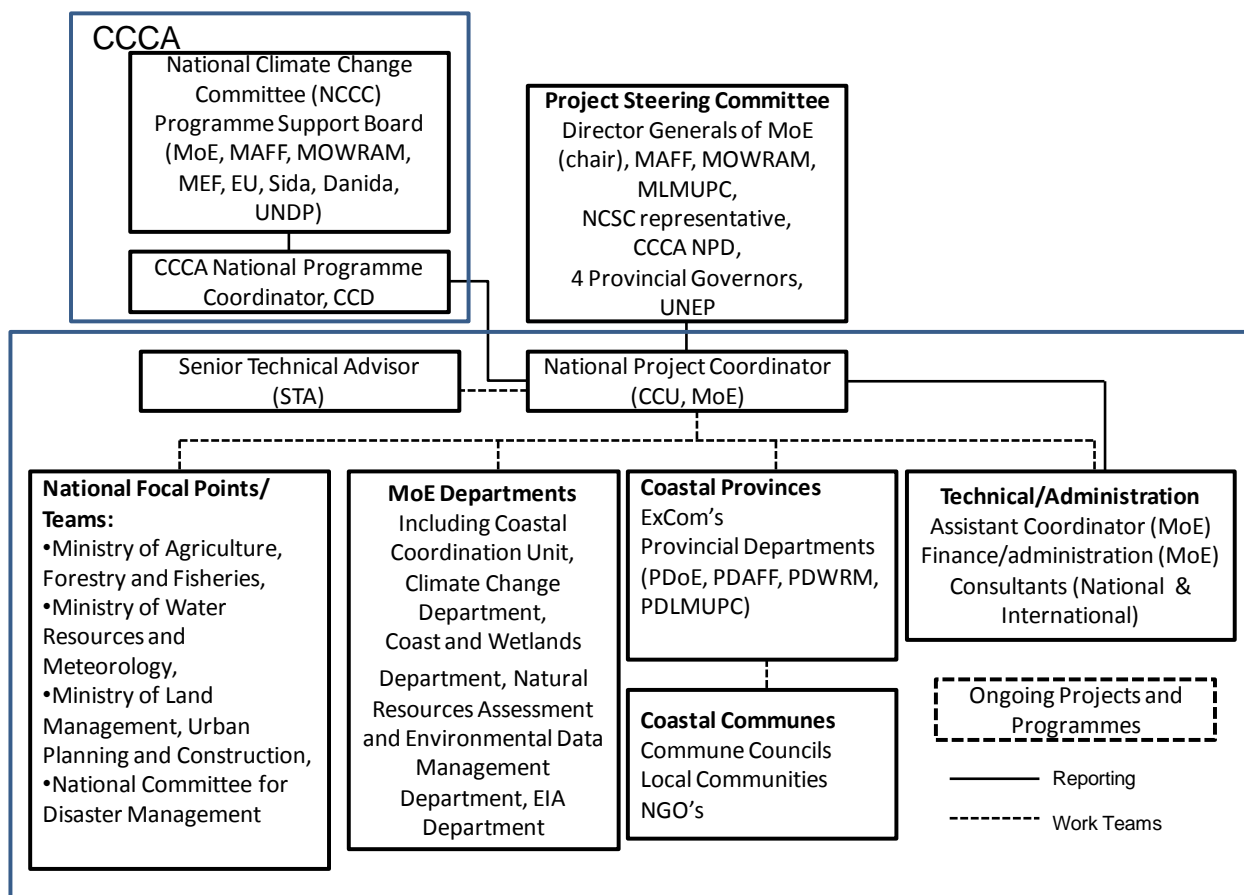 CCCA
National Climate Change
Committee (NCCC)
Programme Support Board
(MoE, MAFF, MOWRAM,
MEF, EU, Sida, Danida,
UNDP)
CCCA National Programme
Coordinator, CCD
Project Steering Committee
Director Generals of MoE
(chair), MAFF, MOWRAM,
MLMUPC,
NCSC representative,
CCCA NPD,
4 Provincial Governors,
UNEP
Senior Technical Advisor
(STA)
National Project Coordinator
(CCU, MoE)
National Focal Points/
Teams:
•Ministry of Agriculture,
Forestry and Fisheries,
•Ministry of Water
Resources and
Meteorology,
•Ministry of Land
Management, Urban
Planning and Construction,
•National Committee for
Disaster Management
MoE Departments
Including Coastal
Coordination Unit,
Climate Change
Department,
Coast and Wetlands
Department, Natural
Resources Assessment
and Environmental Data
Management
Department, EIA
Department
Coastal Provinces
ExCom's
Provincial Departments
(PDoE, PDAFF, PDWRM,
PDLMUPC)
Coastal Communes
Commune Councils
Local Communities
NGO's
Technical/Administration
Assistant Coordinator (MoE)
Finance/administration (MoE)
Consultants (National &
International)
Ongoing Projects and
Programmes
Reporting
Work Teams